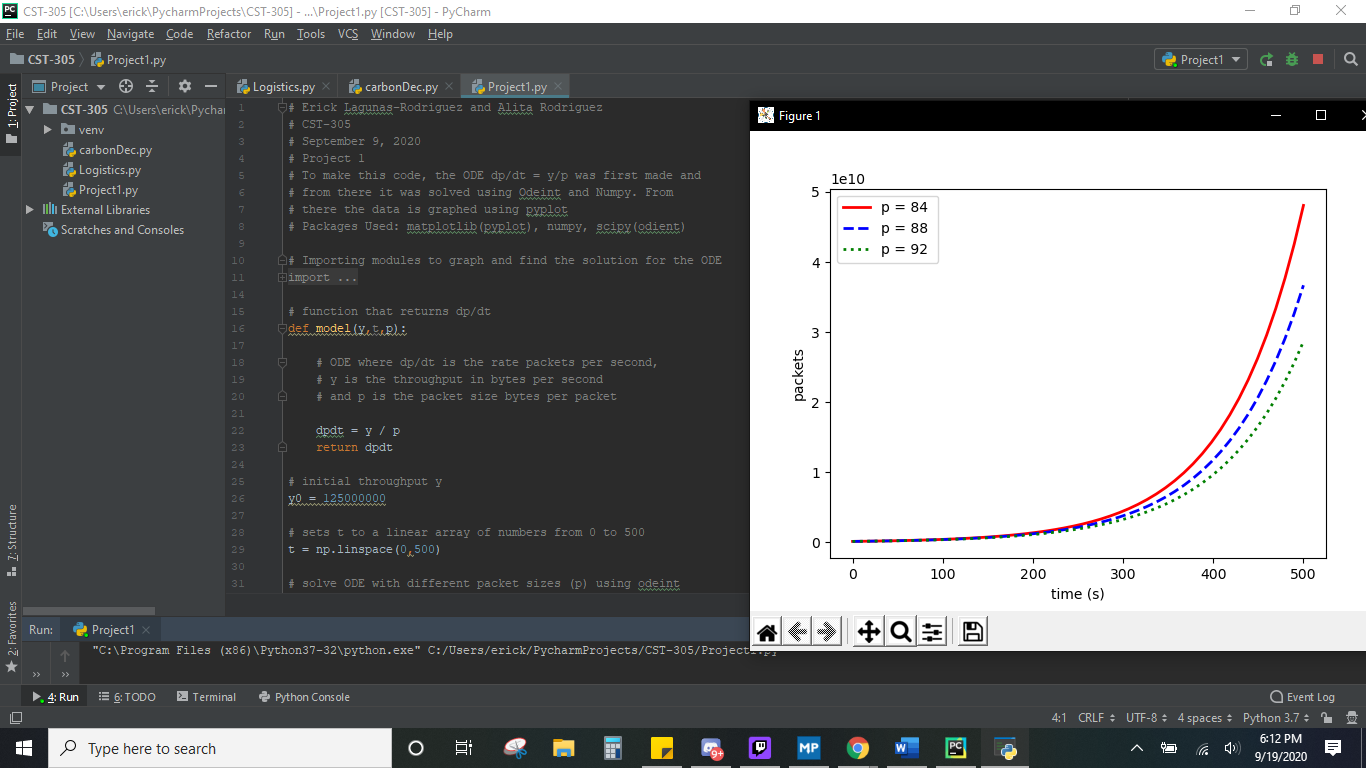 CST-305 [C:\Users\erick\PycharmProjects\CST-305] - ...\Project1.py [CST-305] - PyCharm
File Edit View Navigate Code Refactor Run Tools VCS Window Help
CST-305 Project1.py
Project1
Project
Logistics.py
carbonDec.py
Project1.py
1: Project
CST-305 C:\Users\erick\Pychar
venv
carbonDec.py
Logistics.py
Project1.py
External Libraries
Scratches and Consoles
7: Structure
2: Favorites
1 # Erick Lagunas-Rodriguez and Alita Rodriguez
2 # CST-305
3 # September 9, 2020
4 # Project 1
5 # To make this code, the ODE dp/dt = y/p was first made and
6 # from there it was solved using Odeint and Numpy. From
7 # there the data is graphed using pyplot
8 # Packages Used: matplotlib(pyplot), numpy, scipy(odient)
9
10 # Importing modules to graph and find the solution for the ODE
11 import ...
14
15 # function that returns dp/dt
16 def model(y,t,p):
17
18 # ODE where dp/dt is the rate packets per second,
19 # y is the throughput in bytes per second
20 # and p is the packet size bytes per packet
21
22 dpdt = y / p
23 return dpdt
24
25 # initial throughput y
26 y0 = 125000000
27
28 # sets t to a linear array of numbers from 0 to 500
29 t = np.linspace(0,500)
30
31 # solve ODE with different packet sizes (p) using odeint
Figure 1
1e10
5
4
3
2
1
0
packets
p = 84
p = 88
p = 92
0 100 200 300 400 500
time (s)
Run: Project1
"C:\Program Files (x86)\Python37-32\python.exe" C:/Users/erick/PycharmProjects/CST-305/Project1.py
4: Run 6: TODO Terminal Python Console Event Log
4:1 CRLF UTF-8 4 spaces Python 3.7
Type here to search
9+
MP
W
PC
6:12 PM
9/19/2020